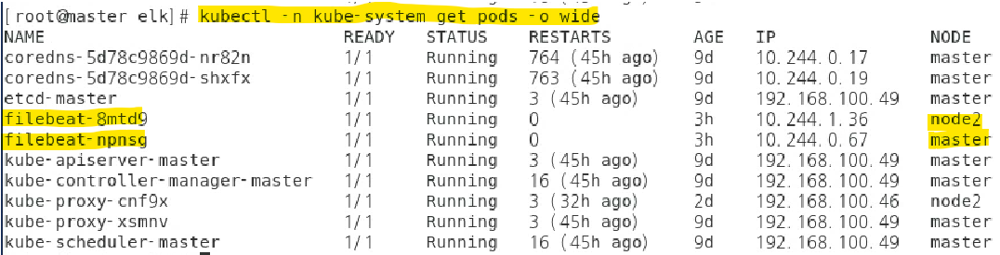 [root@master elk]# kubectl -n kube-system get pods -o wide
NAME READY STATUS RESTARTS AGE IP NODE
coredns-5d78c9869d-nr82n 1/1 Running 764 (45h ago) 9d 10.244.0.17 master
coredns-5d78c9869d-shxfx 1/1 Running 763 (45h ago) 9d 10.244.0.19 master
etcd-master 1/1 Running 3 (45h ago) 9d 192.168.100.49 master
filebeat-8mtd9 1/1 Running 0 3h 10.244.1.36 node2
filebeat-npnsg 1/1 Running 0 3h 10.244.0.67 master
kube-apiserver-master 1/1 Running 3 (45h ago) 9d 192.168.100.49 master
kube-controller-manager-master 1/1 Running 16 (45h ago) 9d 192.168.100.49 master
kube-proxy-cnf9x 1/1 Running 3 (32h ago) 2d 192.168.100.46 node2
kube-proxy-xsmnv 1/1 Running 3 (45h ago) 9d 192.168.100.49 master
kube-scheduler-master 1/1 Running 16 (45h ago) 9d 192.168.100.49 master